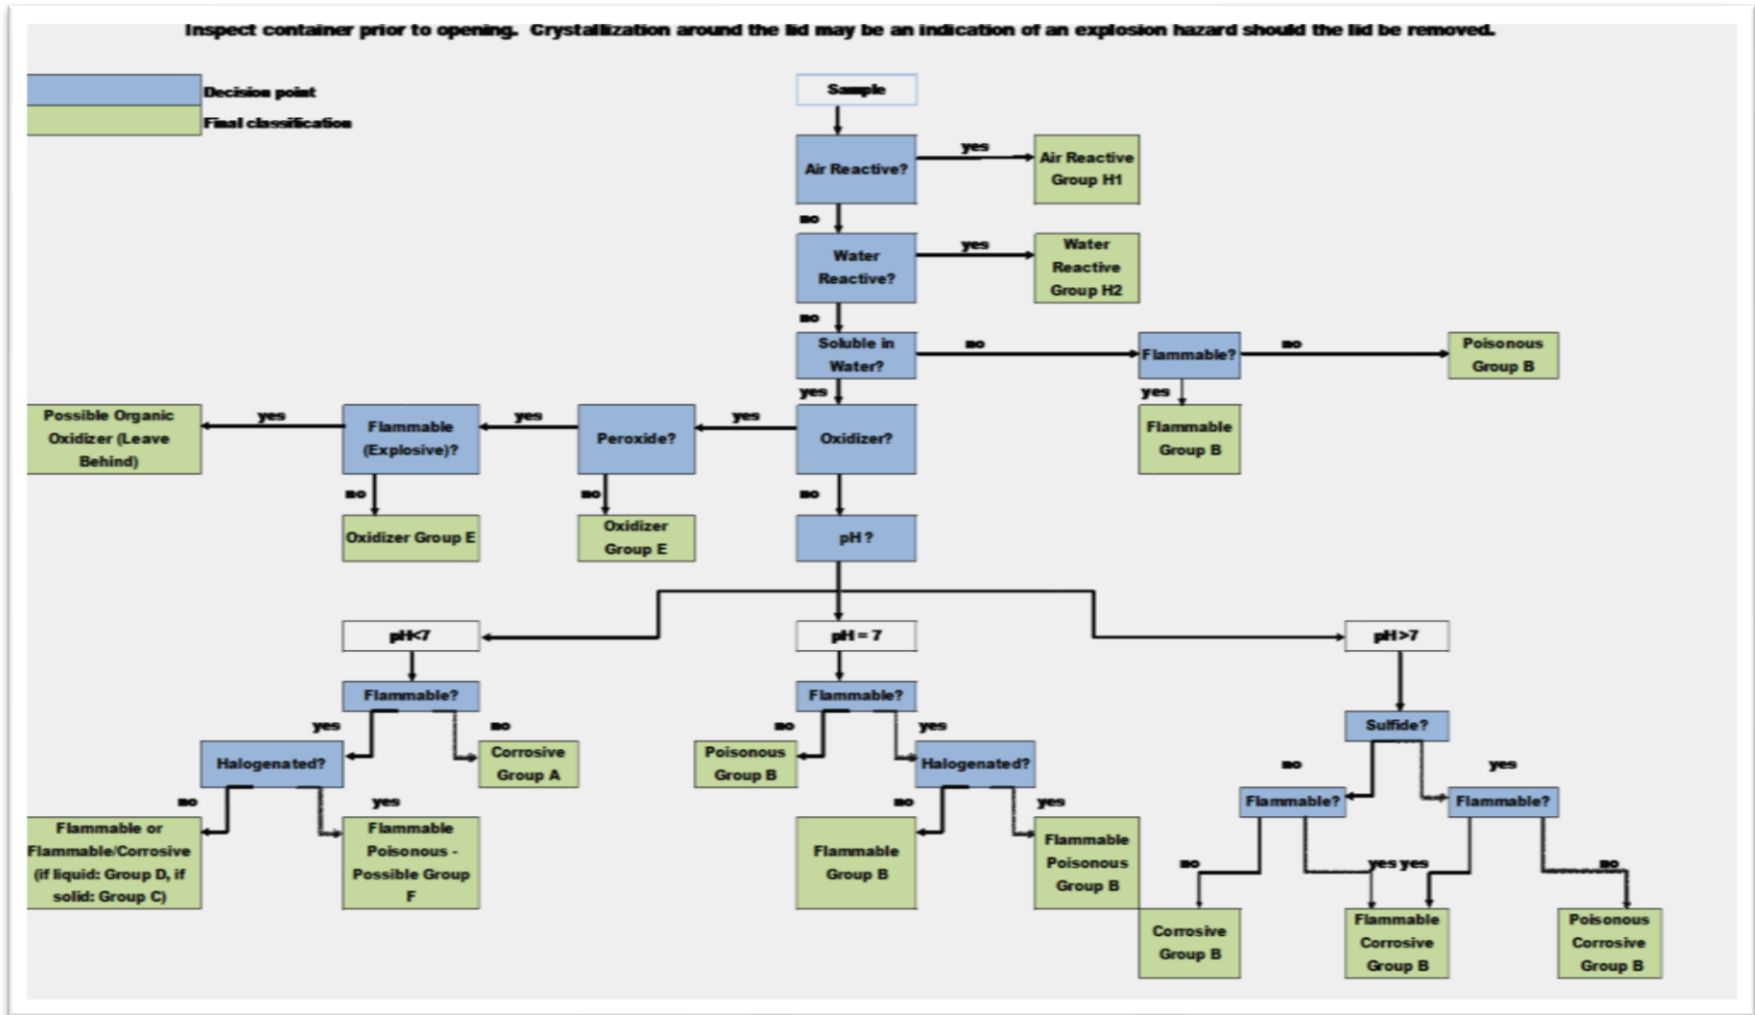 Inspect container prior to opening.  Crystallization around the lid may be an indication of an explosion hazard should the lid be removed.
Decision point
Final classification
Sample
Air Reactive?
yes
Air Reactive
Group H1
no
Water
Reactive?
yes
Water
Reactive
Group H2
no
Soluble in
Water?
no
Flammable?
no
Poisonous
Group B
yes
yes
Flammable
Group B
Oxidizer?
yes
Peroxide?
yes
Flammable
(Explosive)?
yes
Possible Organic
Oxidizer (Leave
Behind)
no
Oxidizer Group E
no
Oxidizer
Group E
no
pH ?
pH<7
pH = 7
pH >7
Flammable?
yes
no
Halogenated?
Corrosive
Group A
no
yes
Flammable or
Flammable/Corrosive
(if liquid: Group D, if
solid: Group C)
Flammable
Poisonous -
Possible Group
F
Flammable?
no
yes
Poisonous
Group B
Halogenated?
no
yes
Flammable
Group B
Flammable
Poisonous
Group B
Sulfide?
no
yes
Flammable?
Flammable?
no
yes yes
no
Corrosive
Group B
Flammable
Corrosive
Group B
Poisonous
Corrosive
Group B